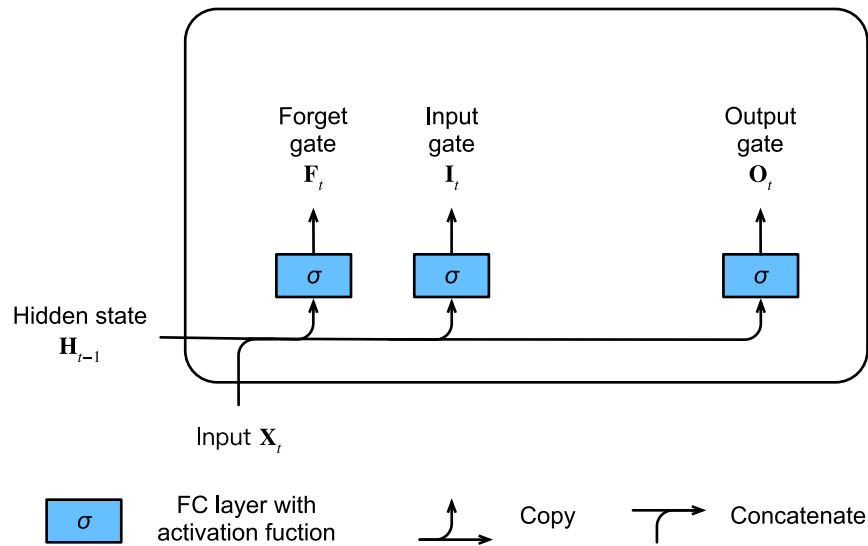 Forget gate F_t
Input gate I_t
Output gate O_t
σ
σ
σ
Hidden state H_{t−1}
Input X_t
σ
FC layer with activation fuction
Copy
Concatenate